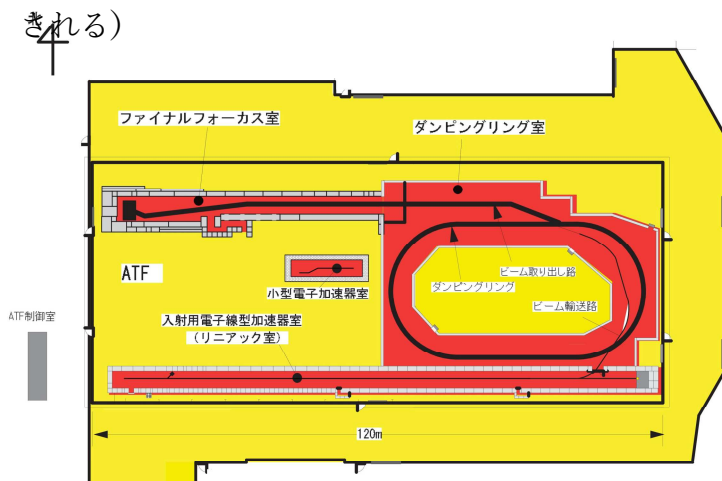 きれる)
4
ファイナルフォーカス室
ダンピングリング室
ATF
ビーム取り出し路
ダンピングリング
小型電子加速器室
ビーム輸送路
ATF制御室
入射用電子線型加速器室
(リニアック室)
120m